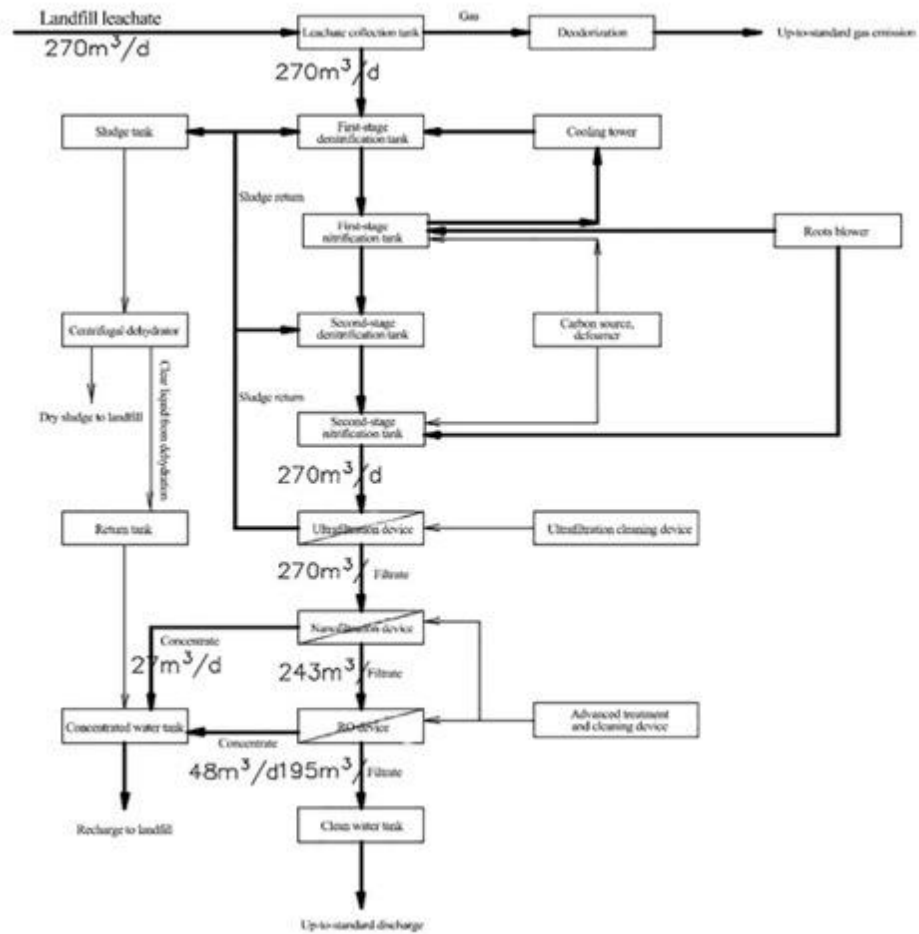 Landfill leachate
270m³/d
Leachate collection tank
Gas
Deodorization
Up-to-standard gas emission
270m³/d
Sludge tank
First-stage
denitrification tank
Cooling tower
Sludge return
First-stage
nitrification tank
Roots blower
Centrifugal dehydrator
Second-stage
denitrification tank
Carbon source,
defoamer
Clear liquid from dehydration
Dry sludge to landfill
Sludge return
Second-stage
nitrification tank
270m³/d
Return tank
Ultrafiltration device
Ultrafiltration cleaning device
270m³/
Filtrate
Nanofiltration device
Concentrate
27m³/d
243m³/
Filtrate
Concentrated water tank
RO device
Advanced treatment
and cleaning device
Concentrate
48m³/d
195m³/
Filtrate
Recharge to landfill
Clean water tank
Up-to-standard discharge